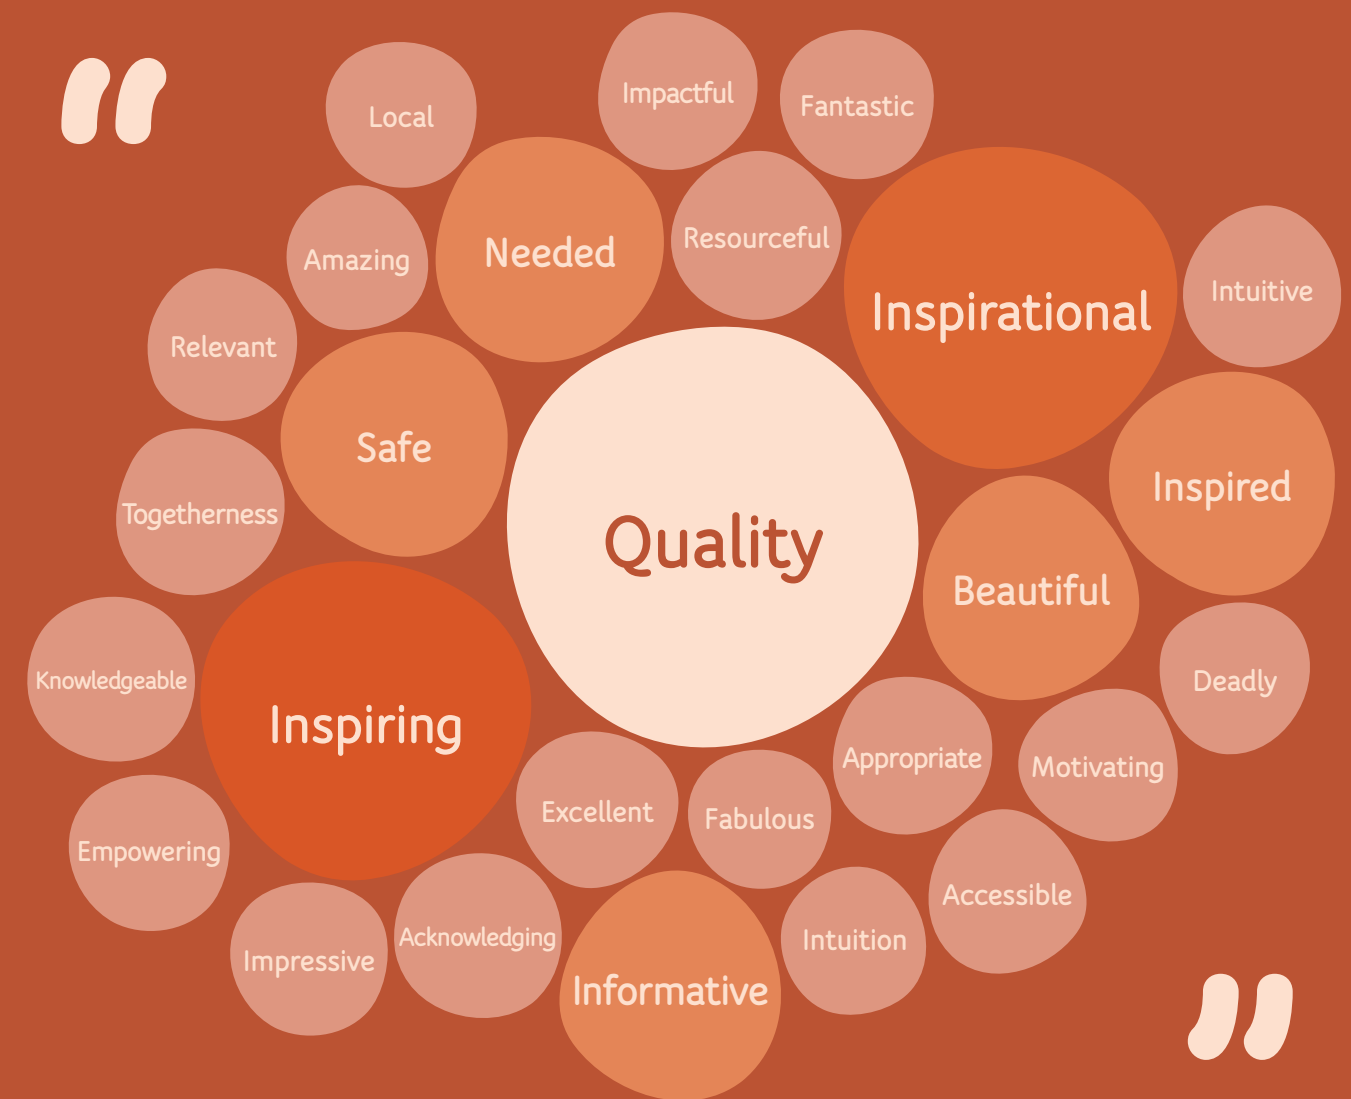 “
Local
Impactful
Fantastic
Needed
Resourceful
Amazing
Inspirational
Intuitive
Relevant
Safe
Inspired
Togetherness
Quality
Beautiful
Knowledgeable
Inspiring
Deadly
Appropriate
Motivating
Excellent
Fabulous
Empowering
Accessible
Acknowledging
Intuition
Impressive
Informative
”